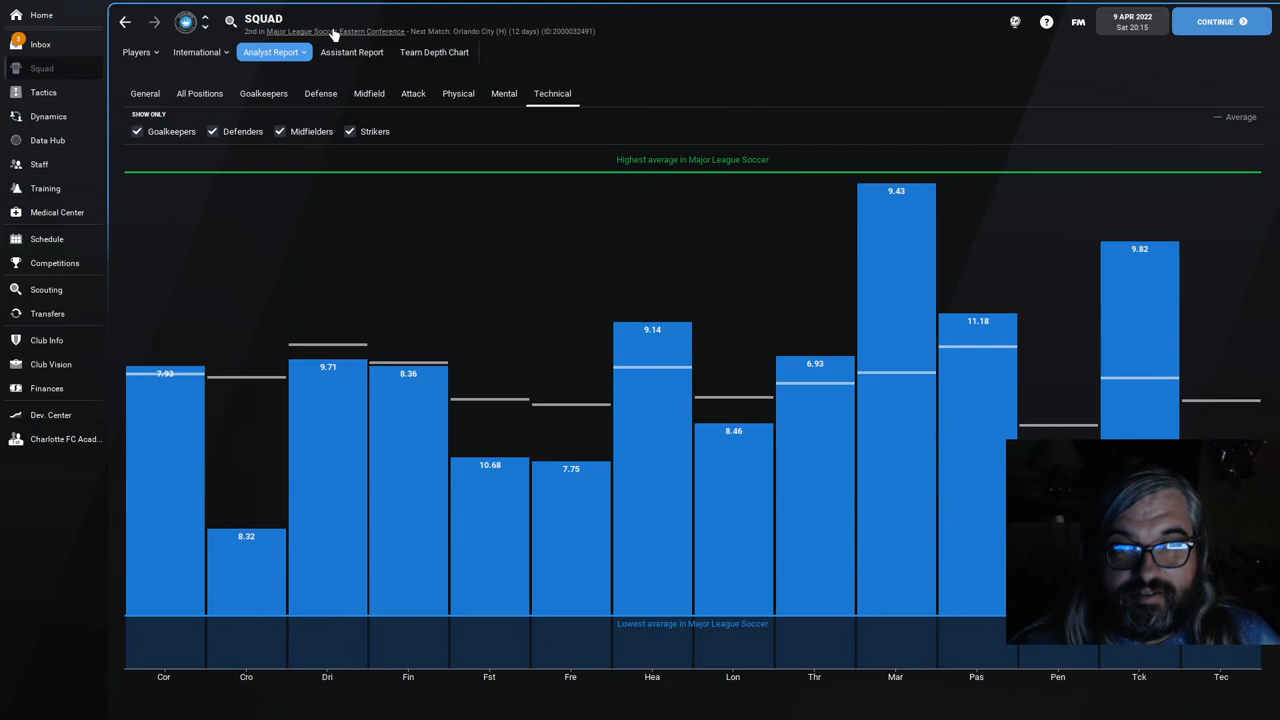 Home
3
Inbox
Squad
Tactics
Dynamics
Data Hub
Staff
Training
Medical Center
Schedule
Competitions
Scouting
Transfers
Club Info
Club Vision
Finances
Dev. Center
Charlotte FC Acad...
SQUAD
2nd in Major League Soccer Eastern Conference - Next Match: Orlando City (H) (12 days) (ID:2000032491)
FM
9 APR 2022
Sat 20:15
CONTINUE
Players
International
Analyst Report
Assistant Report
Team Depth Chart
General
All Positions
Goalkeepers
Defense
Midfield
Attack
Physical
Mental
Technical
SHOW ONLY
Goalkeepers
Defenders
Midfielders
Strikers
Average
Highest average in Major League Soccer
7.93
8.32
9.71
8.36
10.68
7.75
9.14
8.46
6.93
9.43
11.18
9.82
Lowest average in Major League Soccer
Cor
Cro
Dri
Fin
Fst
Fre
Hea
Lon
Thr
Mar
Pas
Pen
Tck
Tec